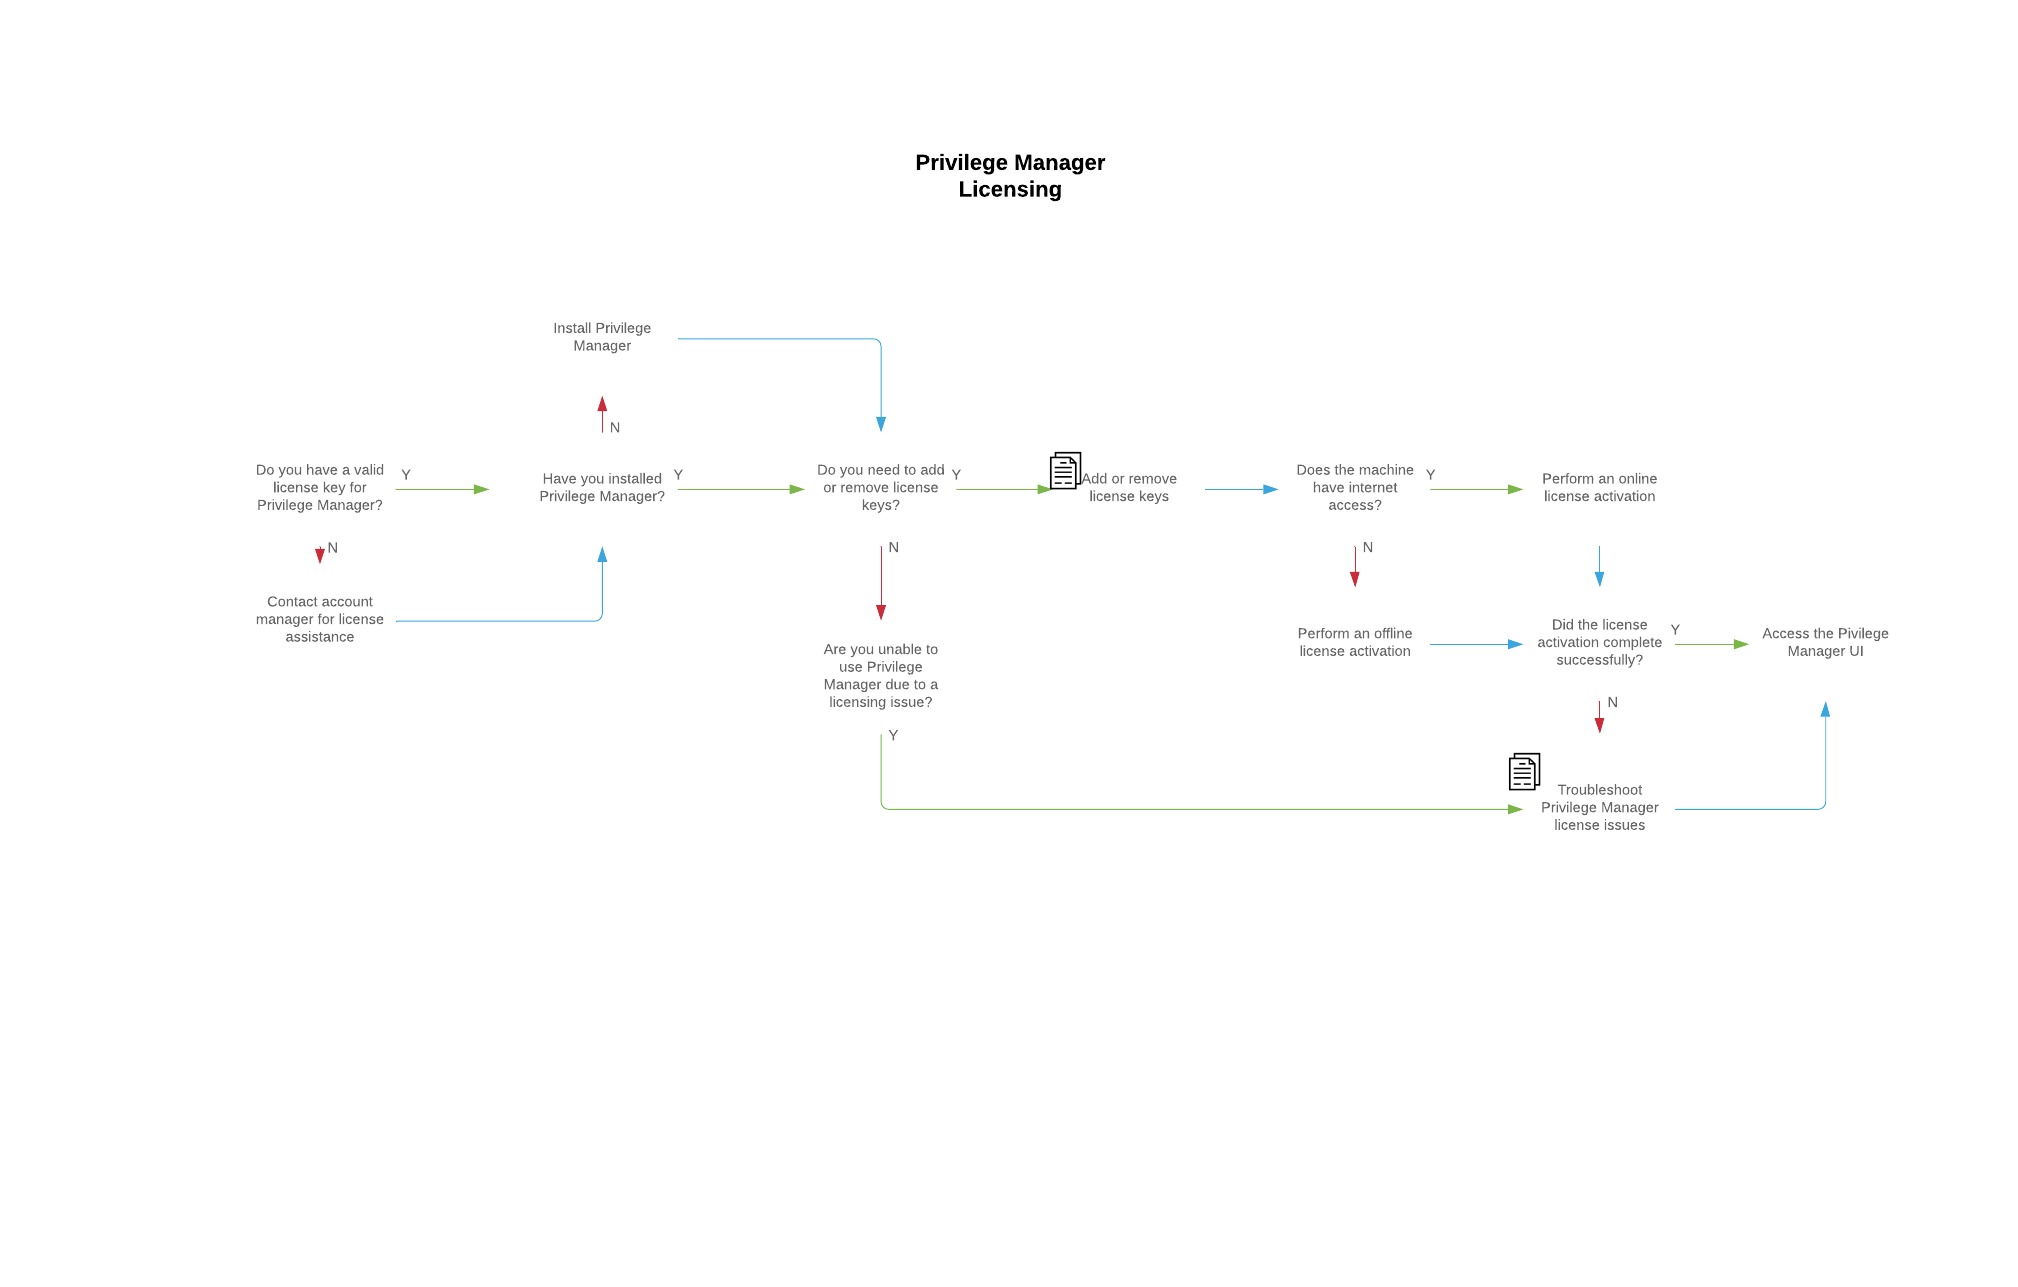 Privilege Manager
Licensing
Install Privilege
Manager
N
Do you have a valid
license key for
Privilege Manager?
Y
Have you installed
Privilege Manager?
Y
Do you need to add
or remove license
keys?
Y
Add or remove
license keys
Does the machine
have internet
access?
Y
Perform an online
license activation
N
N
N
Contact account
manager for license
assistance
Perform an offline
license activation
Did the license
activation complete
successfully?
Y
Access the Pivilege
Manager UI
Are you unable to
use Privilege
Manager due to a
licensing issue?
N
Y
Troubleshoot
Privilege Manager
license issues